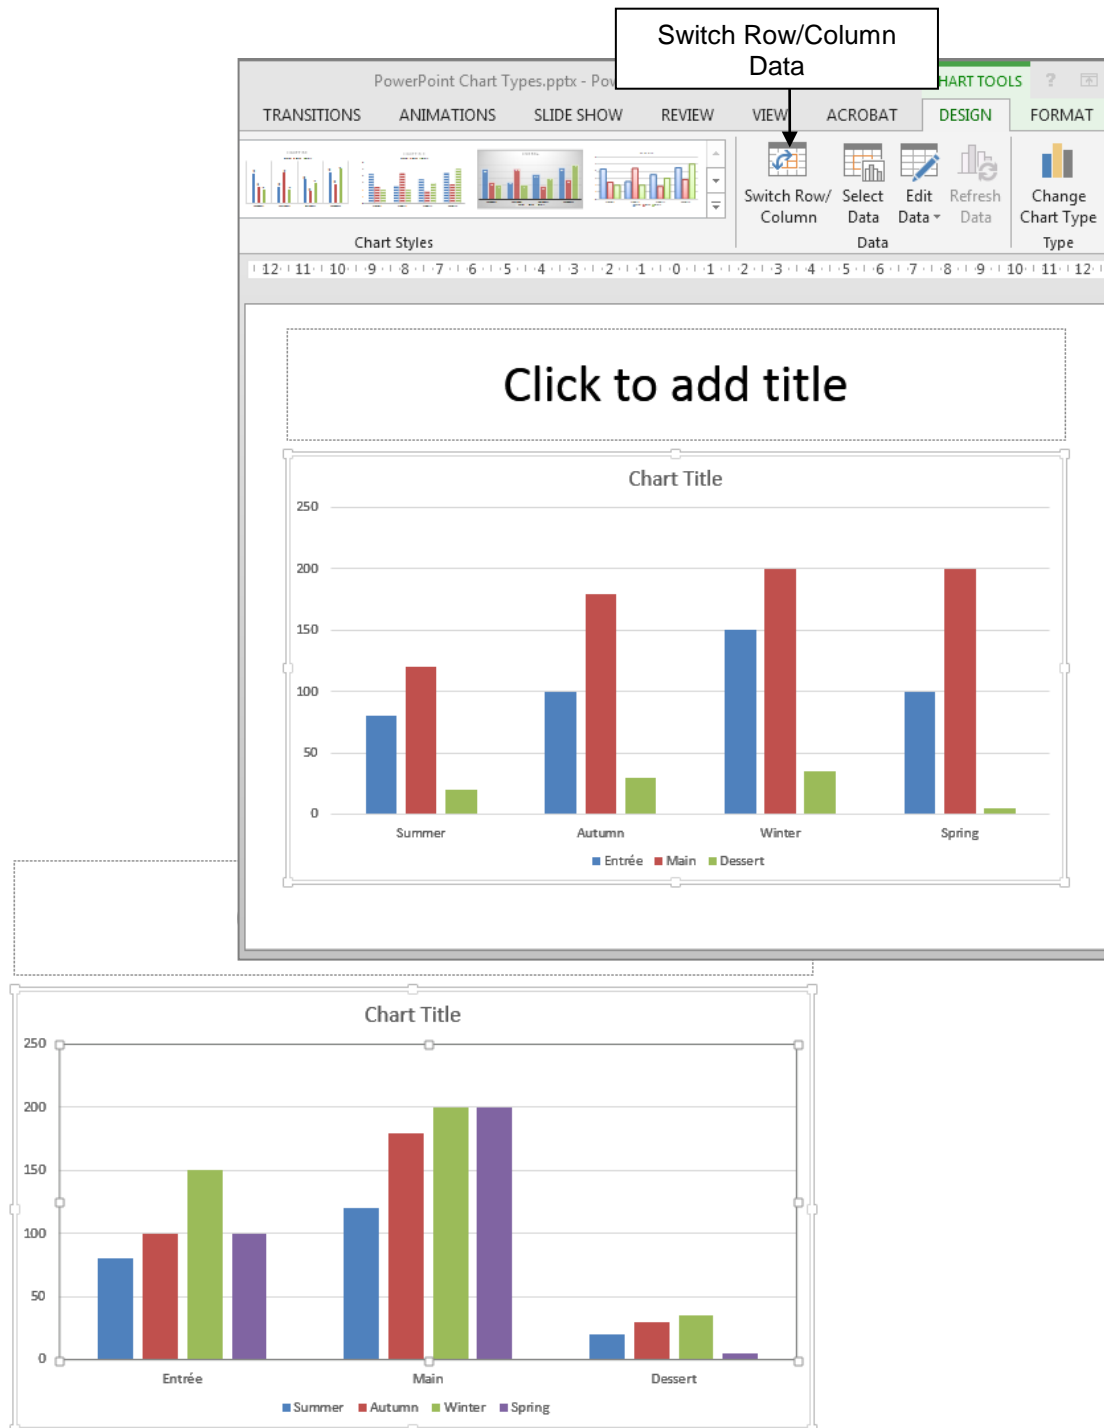 Switch Row/Column
Data
PowerPoint Chart Types.pptx - Pow
HART TOOLS ?
TRANSITIONS ANIMATIONS SLIDE SHOW REVIEW VIEW ACROBAT DESIGN FORMAT
Switch Row/ Select Edit Refresh Change
Column Data Data Data Chart Type
Chart Styles Data Type
12 11 10 9 8 7 6 5 4 3 2 1 0 1 2 3 4 5 6 7 8 9 10 11 12
Click to add title
Chart Title
250
200
150
100
50
0
Summer Autumn Winter Spring
Entrée Main Dessert
Chart Title
250
200
150
100
50
0
Entrée Main Dessert
Summer Autumn Winter Spring